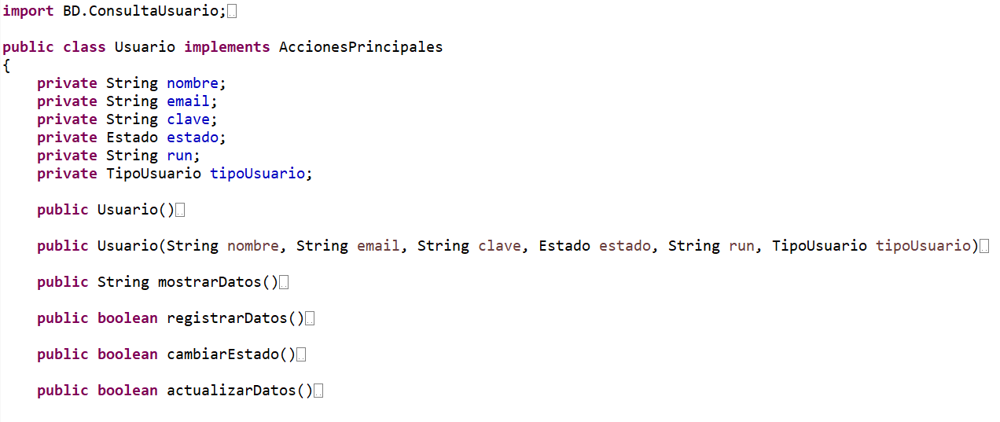 import BD.ConsultaUsuario;
public class Usuario implements AccionesPrincipales
{
private String nombre;
private String email;
private String clave;
private Estado estado;
private String run;
private TipoUsuario tipoUsuario;
public Usuario()
public Usuario(String nombre, String email, String clave, Estado estado, String run, TipoUsuario tipoUsuario)
public String mostrarDatos()
public boolean registrarDatos()
public boolean cambiarEstado()
public boolean actualizarDatos()